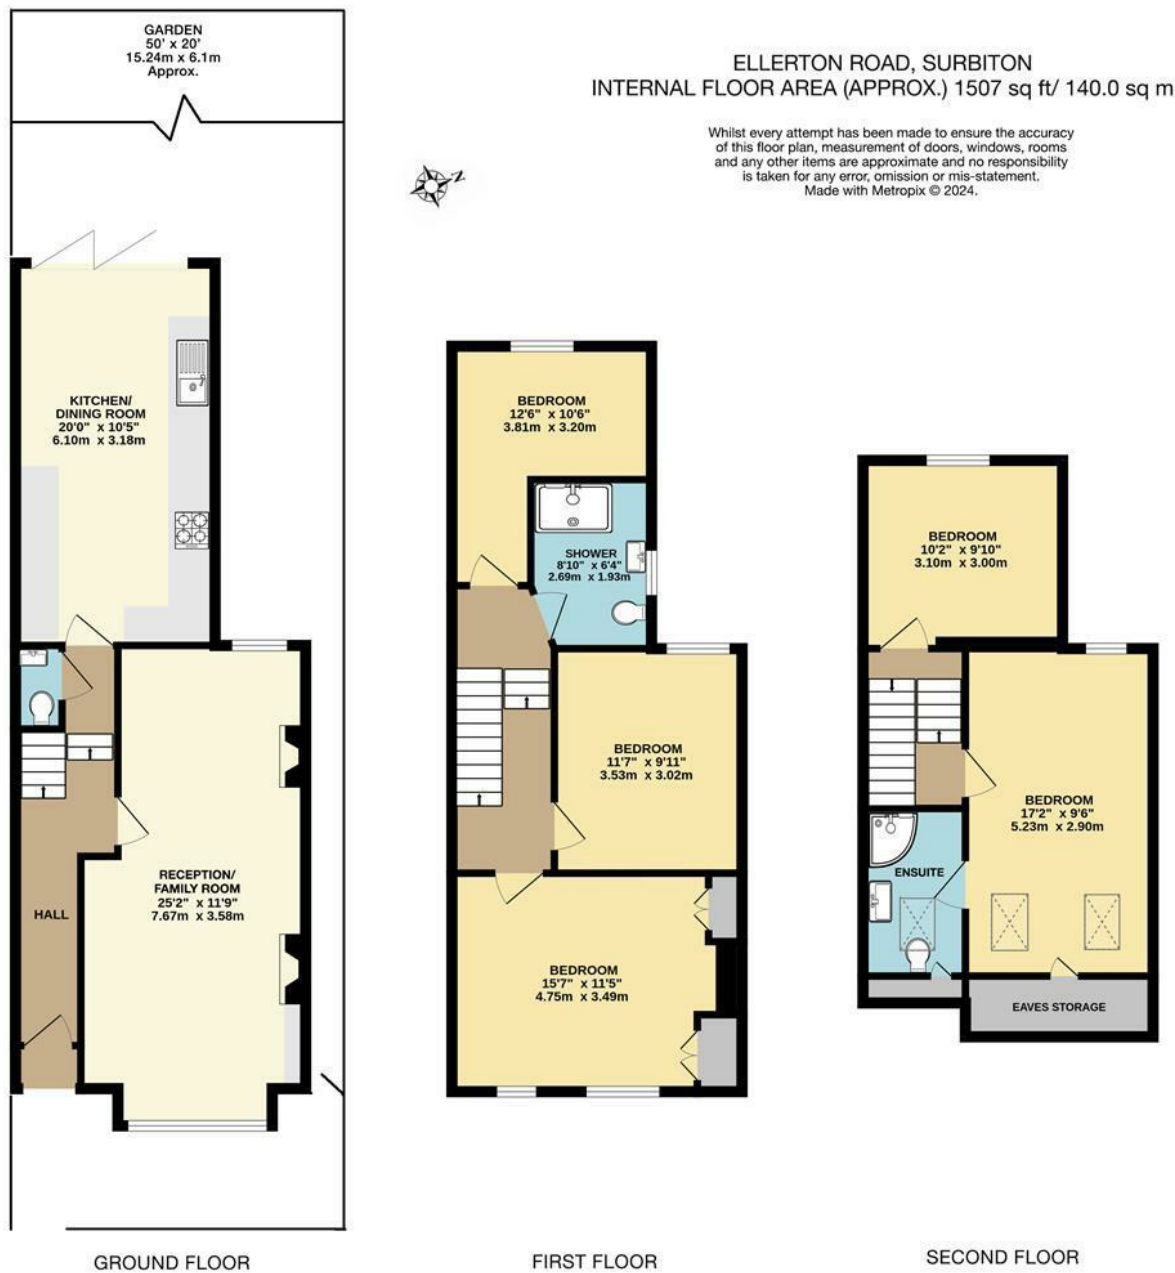 GARDEN
50' x 20'
15.24m x 6.1m
Approx.
ELLERTON ROAD, SURBITON
INTERNAL FLOOR AREA (APPROX.) 1507 sq ft/ 140.0 sq m
Whilst every attempt has been made to ensure the accuracy
of this floor plan, measurement of doors, windows, rooms
and any other items are approximate and no responsibility
is taken for any error, omission or mis-statement.
Made with Metropix © 2024.
N
KITCHEN/
DINING ROOM
20'0" x 10'5"
6.10m x 3.18m
RECEPTION/
FAMILY ROOM
25'2" x 11'9"
7.67m x 3.58m
HALL
GROUND FLOOR
BEDROOM
12'6" x 10'6"
3.81m x 3.20m
SHOWER
8'10" x 6'4"
2.69m x 1.93m
BEDROOM
11'7" x 9'11"
3.53m x 3.02m
BEDROOM
15'7" x 11'5"
4.75m x 3.49m
FIRST FLOOR
BEDROOM
10'2" x 9'10"
3.10m x 3.00m
BEDROOM
17'2" x 9'6"
5.23m x 2.90m
ENSUITE
EAVES STORAGE
SECOND FLOOR